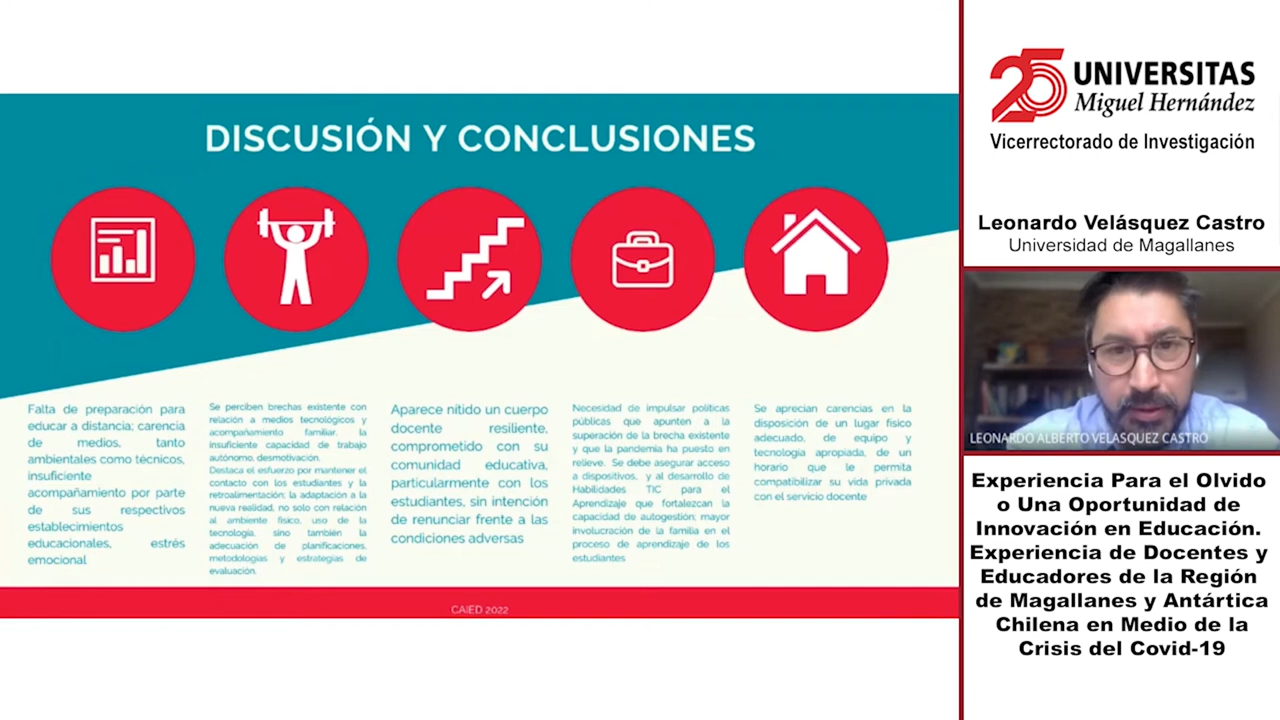 DISCUSIÓN Y CONCLUSIONES
Falta de preparación para
educar a distancia; carencia
de medios, tanto
ambientales como técnicos,
insuficiente
acompañamiento por parte
de sus respectivos
establecimientos
educacionales, estrés
emocional
Se perciben brechas existente con
relación a medios tecnológicos y
acompañamiento familiar, la
insuficiente capacidad de trabajo
autónomo, desmotivación.
Destaca el esfuerzo por mantener el
contacto con los estudiantes y la
retroalimentación; la adaptación a la
nueva realidad, no solo con relación
al ambiente físico, uso de la
tecnología, sino también la
adecuación de planificaciones,
metodologías y estrategias de
evaluación.
Aparece nítido un cuerpo
docente resiliente,
comprometido con su
comunidad educativa,
particularmente con los
estudiantes, sin intención
de renunciar frente a las
condiciones adversas
Necesidad de impulsar políticas
públicas que apunten a la
superación de la brecha existente
y que la pandemia ha puesto en
relieve. Se debe asegurar acceso
a dispositivos, y al desarrollo de
Habilidades TIC para el
Aprendizaje que fortalezcan la
capacidad de autogestión; mayor
involucración de la familia en el
proceso de aprendizaje de los
estudiantes
Se aprecian carencias en la
disposición de un lugar físico
adecuado, de equipo y
tecnología apropiada, de un
horario que le permita
compatibilizar su vida privada
con el servicio docente
CAIED 2022
25 UNIVERSITAS
Miguel Hernández
Vicerrectorado de Investigación
Leonardo Velásquez Castro
Universidad de Magallanes
LEONARDO ALBERTO VELASQUEZ CASTRO
Experiencia Para el Olvido
o Una Oportunidad de
Innovación en Educación.
Experiencia de Docentes y
Educadores de la Región
de Magallanes y Antártica
Chilena en Medio de la
Crisis del Covid-19